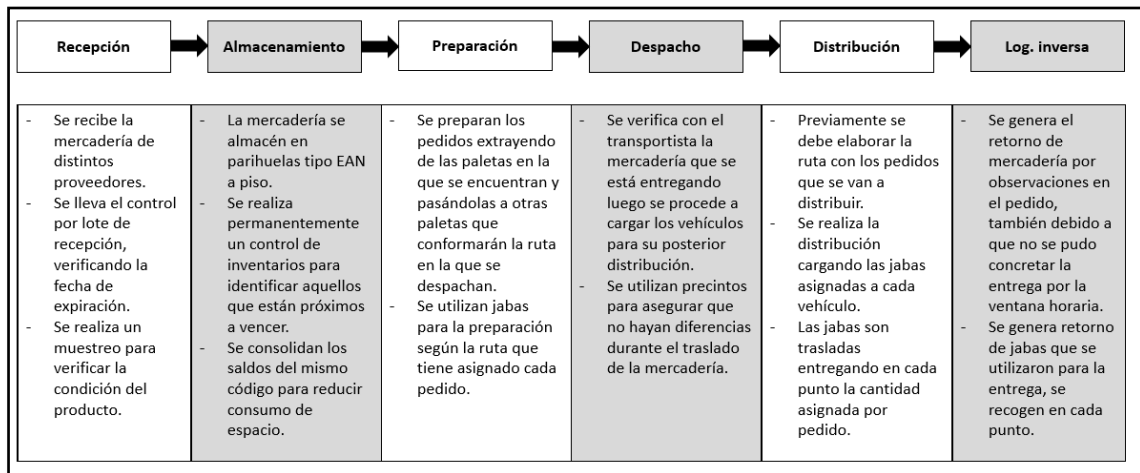 Recepción
Almacenamiento
Preparación
Despacho
Distribución
Log. inversa
- Se recibe la
mercadería de
distintos
proveedores.
- Se lleva el control
por lote de
recepción,
verificando la
fecha de
expiración.
- Se realiza un
muestreo para
verificar la
condición del
producto.
- La mercadería se
almacén en
parihuelas tipo EAN
a piso.
- Se realiza
permanentemente
un control de
inventarios para
identificar aquellos
que están próximos
a vencer.
- Se consolidan los
saldos del mismo
código para reducir
consumo de
espacio.
- Se preparan los
pedidos extrayendo
de las paletas en la
que se encuentran y
pasándolas a otras
paletas que
conformarán la ruta
en la que se
despachan.
- Se utilizan jabas
para la preparación
según la ruta que
tiene asignado cada
pedido.
- Se verifica con el
transportista la
mercadería que se
está entregando
luego se procede a
cargar los vehículos
para su posterior
distribución.
- Se utilizan precintos
para asegurar que
no hayan diferencias
durante el traslado
de la mercadería.
- Previamente se
debe elaborar la
ruta con los pedidos
que se van a
distribuir.
- Se realiza la
distribución
cargando las jabas
asignadas a cada
vehículo.
- Las jabas son
trasladas
entregando en cada
punto la cantidad
asignada por
pedido.
- Se genera el
retorno de
mercadería por
observaciones en
el pedido,
también debido a
que no se pudo
concretar la
entrega por la
ventana horaria.
- Se genera retorno
de jabas que se
utilizaron para la
entrega, se
recogen en cada
punto.